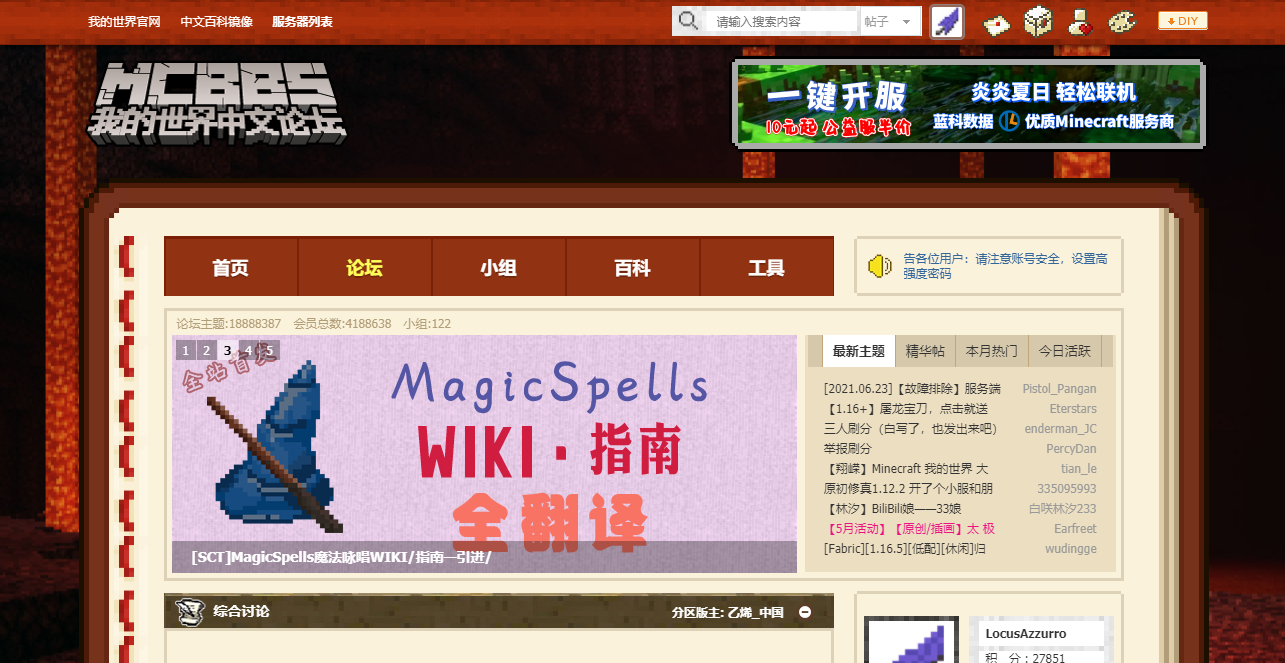 我的世界官网 中文百科镜像 服务器列表 请输入搜索内容 帖子 DIY
MCBBS
我的世界中文论坛
一键开服
10元起 公益服半价
炎炎夏日 轻松联机
蓝科数据 优质Minecraft服务商
首页 论坛 小组 百科 工具
告各位用户：请注意账号安全，设置高
强度密码
论坛主题:18888387 会员总数:4188638 小组:122
1 2 3 4 5
全站首发
MagicSpells
WIKI·指南
全翻译
[SCT]MagicSpells魔法咏唱WIKI/指南—引进/
最新主题 精华帖 本月热门 今日活跃
[2021.06.23]【故障排除】服务端 Pistol_Pangan
【1.16+】屠龙宝刀，点击就送 Eterstars
三人刷分（白写了，也发出来吧） enderman_JC
举报刷分 PercyDan
【翔嵘】Minecraft 我的世界 大 tian_le
原初修真1.12.2 开了个小服和朋 335095993
【林汐】BiliBili娘——33娘 白咲林汐233
【5月活动】【原创/插画】太 极 Earfreet
[Fabric][1.16.5][低配][休闲]归 wudingge
综合讨论 分区版主: 乙烯_中国
LocusAzzurro
积 分：27851